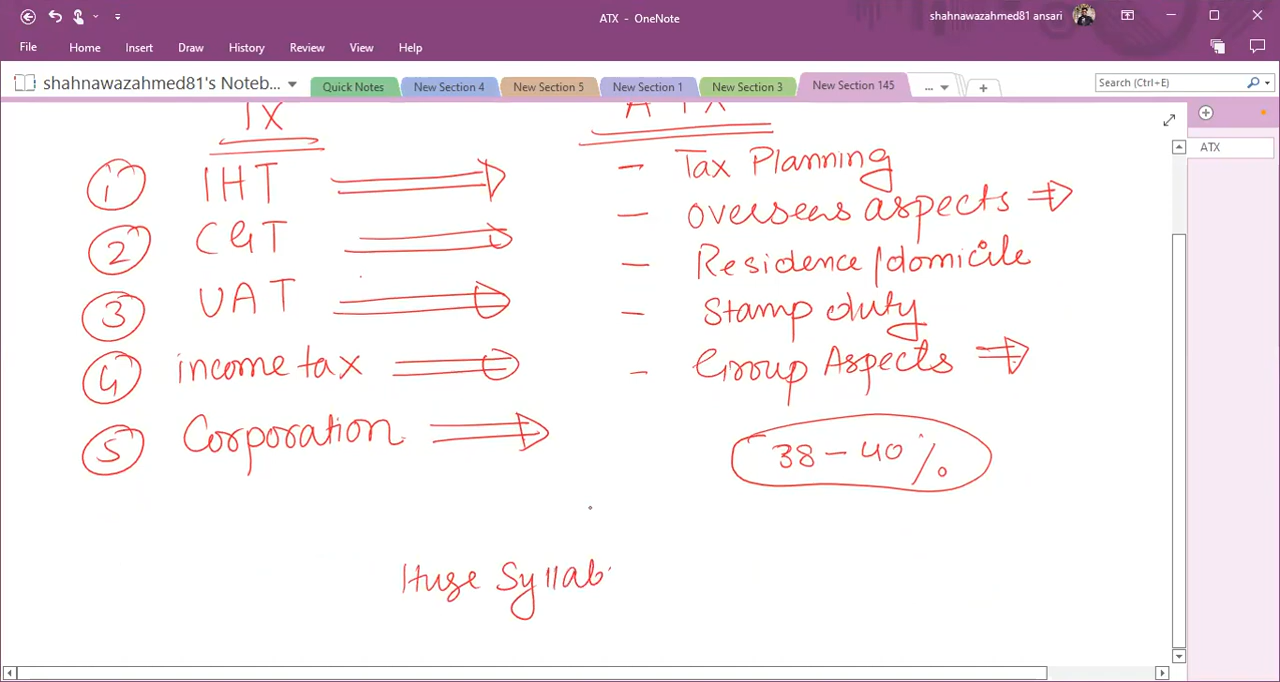 ATX - OneNote
shahnawazahmed81 ansari
File Home Insert Draw History Review View Help
shahnawazahmed81's Noteb... Quick Notes New Section 4 New Section 5 New Section 1 New Section 3 New Section 145 ... Search (Ctrl+E)
ATX
TX
ATX
① IHT
- Tax Planning
② CGT
- Overseas aspects
- Residence/domicile
③ VAT
- Stamp duty
④ income tax
- Group Aspects
⑤ Corporation
38-40%
Huge Syllab